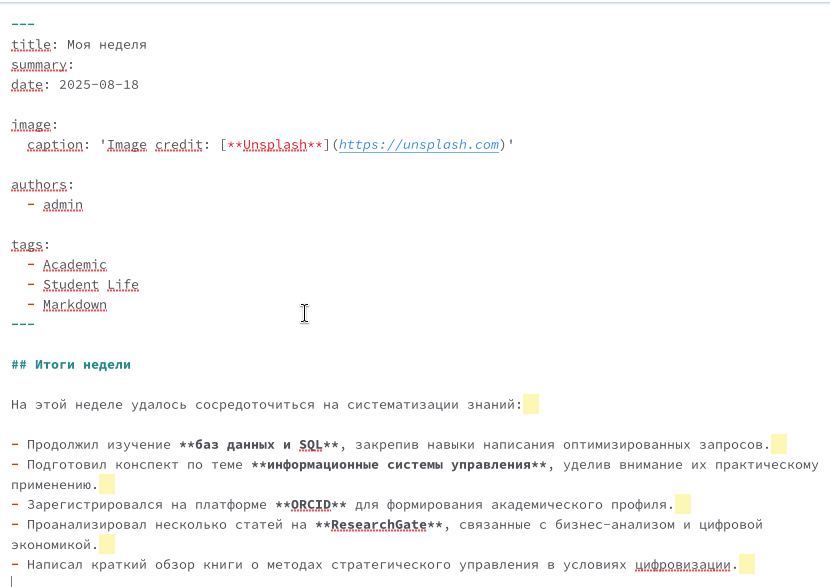 ---
title: Моя неделя
summary:
date: 2025-08-18
image:
caption: 'Image credit: [**Unsplash**](https://unsplash.com)'
authors:
- admin
tags:
- Academic
- Student Life
- Markdown
---
## Итоги недели
На этой неделе удалось сосредоточиться на систематизации знаний:
- Продолжил изучение **баз данных и SQL**, закрепив навыки написания оптимизированных запросов.
- Подготовил конспект по теме **информационные системы управления**, уделив внимание их практическому
применению.
- Зарегистрировался на платформе **ORCID** для формирования академического профиля.
- Проанализировал несколько статей на **ResearchGate**, связанные с бизнес-анализом и цифровой
экономикой.
- Написал краткий обзор книги о методах стратегического управления в условиях цифровизации.